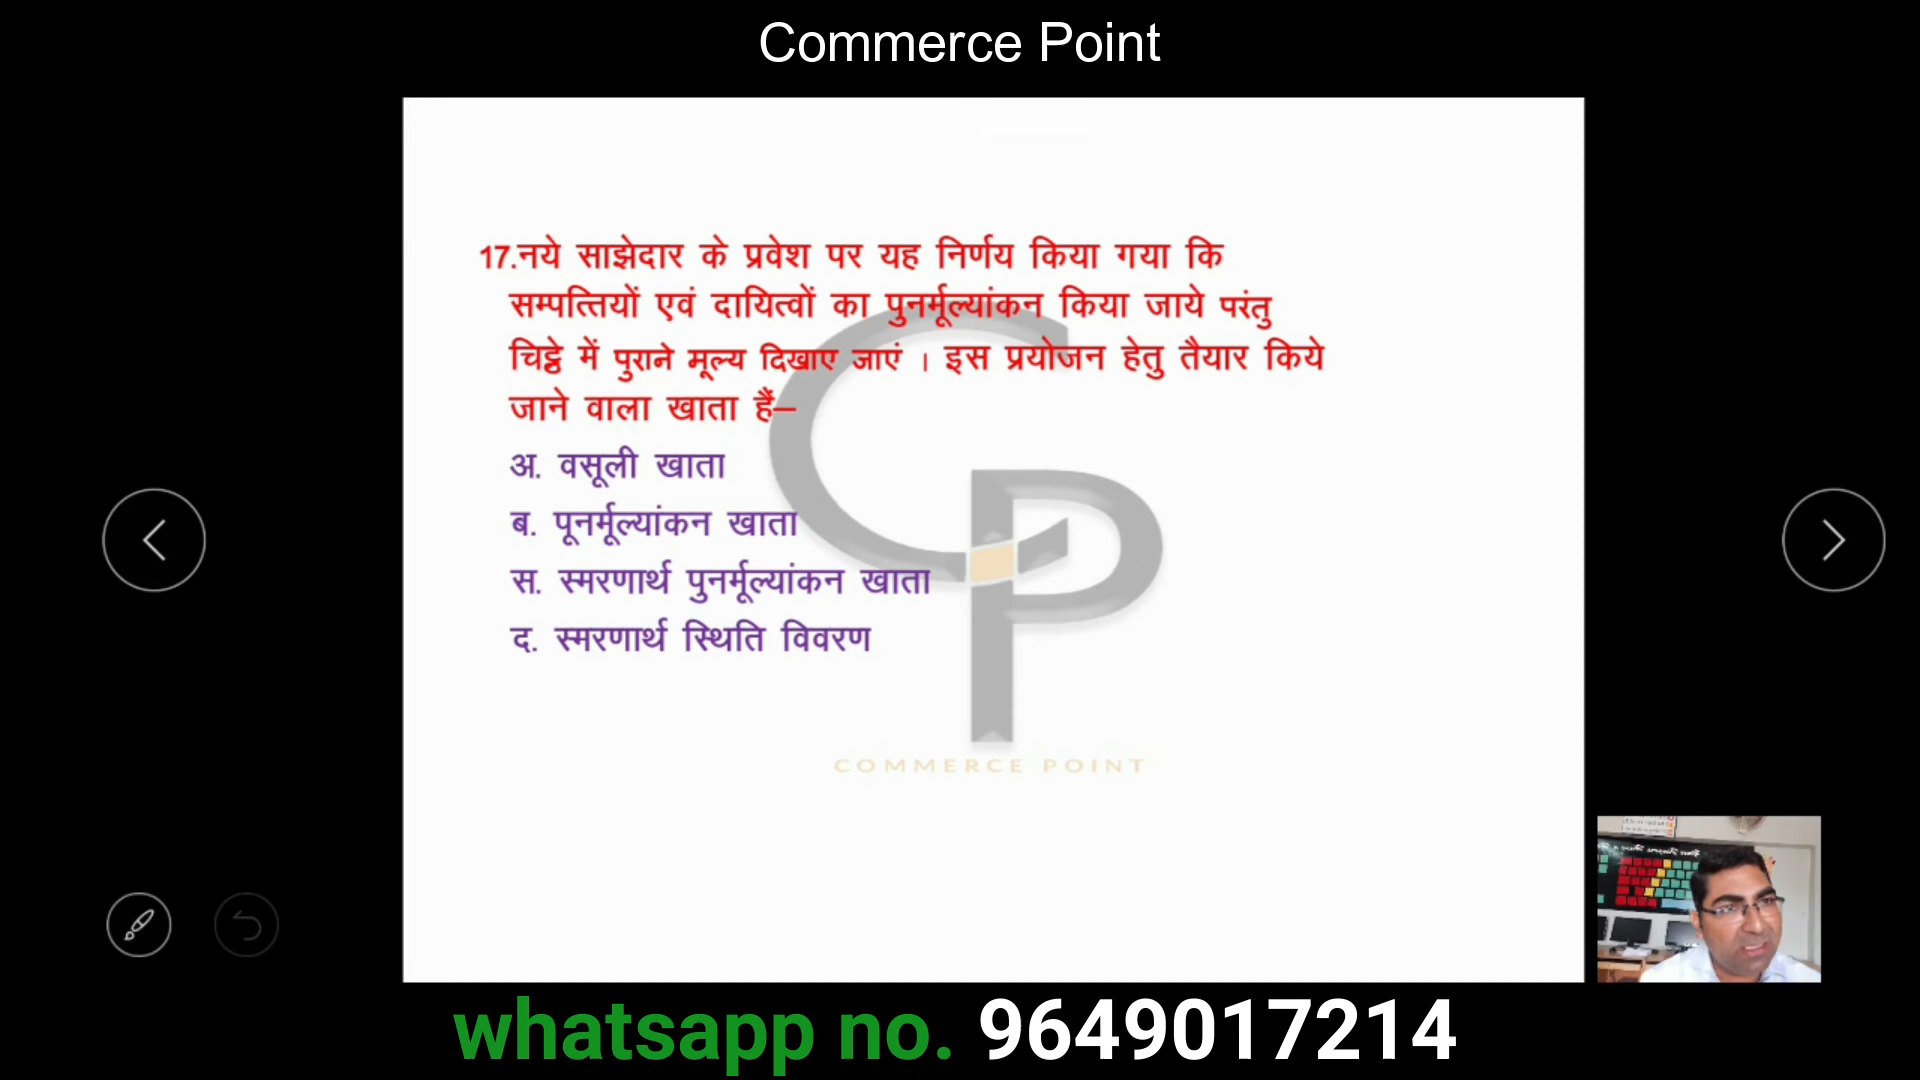 Commerce Point
17.नये साझेदार के प्रवेश पर यह निर्णय किया गया कि
सम्पत्तियों एवं दायित्वों का पुनर्मूल्यांकन किया जाये परंतु
चिट्ठे में पुराने मूल्य दिखाए जाएं । इस प्रयोजन हेतु तैयार किये
जाने वाला खाता हैं–
अ. वसूली खाता
ब. पूनर्मूल्यांकन खाता
स. स्मरणार्थ पुनर्मूल्यांकन खाता
द. स्मरणार्थ स्थिति विवरण
CP
COMMERCE POINT
whatsapp no. 9649017214